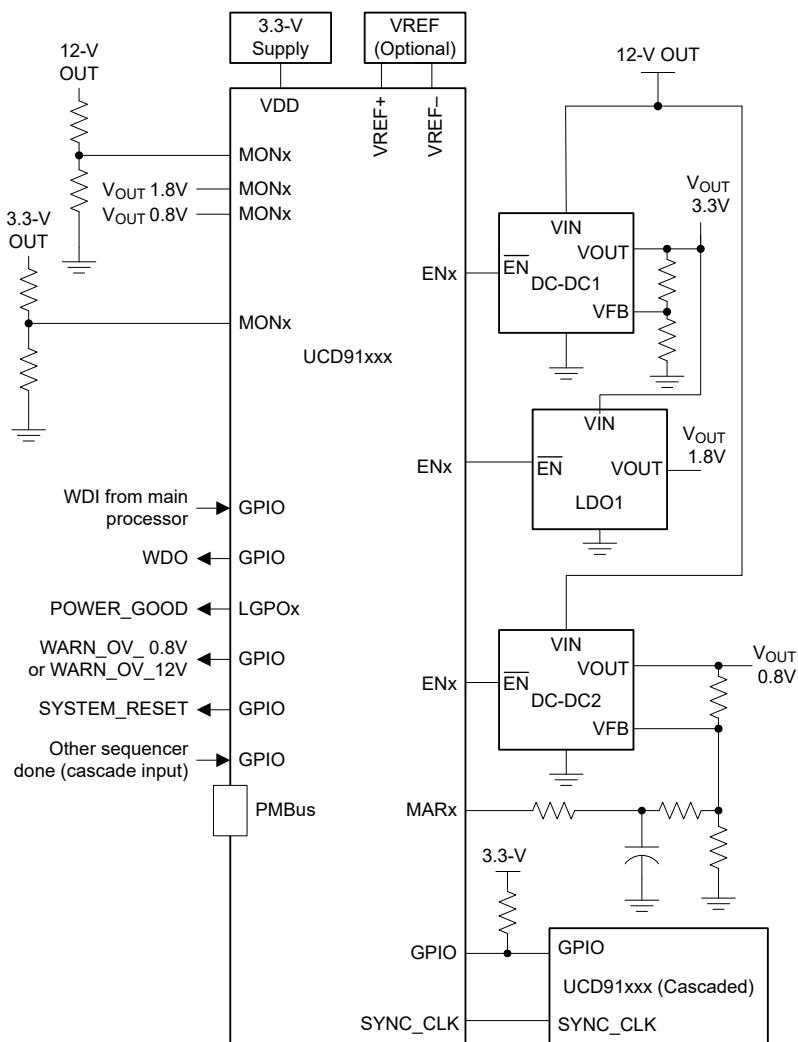 3.3-V
Supply
VREF
(Optional)
12-V
OUT
12-V OUT
VDD
VREF+
VREF–
MONx
VOUT 1.8V
MONx
VOUT 0.8V
MONx
3.3-V
OUT
MONx
UCD91xxx
VOUT
3.3V
VIN
VOUT
ENx
EN
DC-DC1
VFB
VIN
VOUT
1.8V
ENx
EN
VOUT
LDO1
WDI from main
processor
GPIO
WDO
GPIO
POWER_GOOD
LGPOx
WARN_OV_ 0.8V
or WARN_OV_12V
GPIO
SYSTEM_RESET
GPIO
Other sequencer
done (cascade input)
GPIO
PMBus
VIN
VOUT
VOUT
0.8V
ENx
EN
DC-DC2
VFB
MARx
3.3-V
GPIO
GPIO
UCD91xxx (Cascaded)
SYNC_CLK
SYNC_CLK